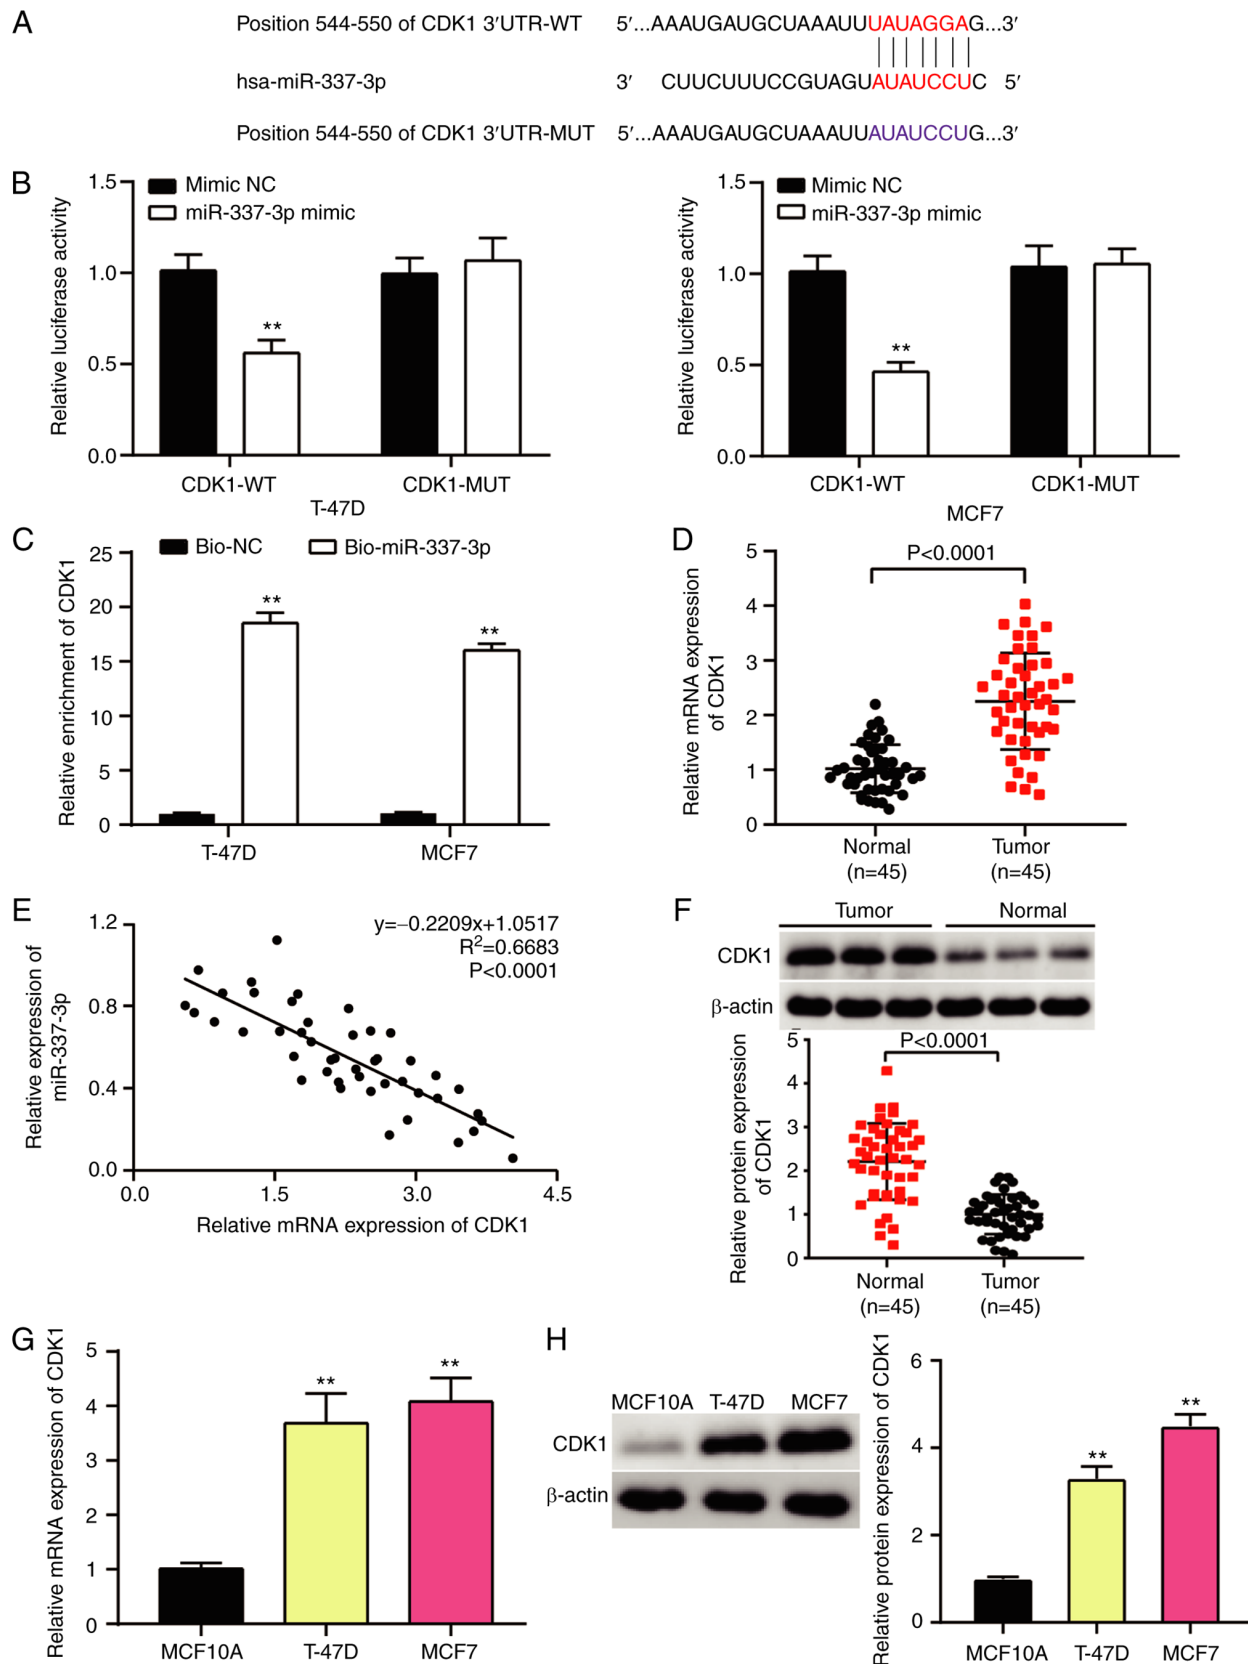 A
Position 544-550 of CDK1 3′UTR-WT 5′...AAAUGAUGCUAAAUUUAUAGGAG...3′
hsa-miR-337-3p 3′ CUUCUUUCCGUAGUAUAUCCUC 5′
Position 544-550 of CDK1 3′UTR-MUT 5′...AAAUGAUGCUAAAUUAUAUCCUG...3′
B
Relative luciferase activity
1.5
1.0
0.5
0.0
Mimic NC
miR-337-3p mimic
**
CDK1-WT CDK1-MUT
T-47D
Relative luciferase activity
1.5
1.0
0.5
0.0
Mimic NC
miR-337-3p mimic
**
CDK1-WT CDK1-MUT
MCF7
C
Relative enrichment of CDK1
25
20
15
10
5
0
Bio-NC Bio-miR-337-3p
**
**
T-47D MCF7
D
Relative mRNA expression
of CDK1
5
4
3
2
1
0
P<0.0001
Normal Tumor
(n=45) (n=45)
E
Relative expression of
miR-337-3p
1.2
0.8
0.4
0.0
y=−0.2209x+1.0517
R2=0.6683
P<0.0001
0.0 1.5 3.0 4.5
Relative mRNA expression of CDK1
F
Tumor Normal
CDK1
β-actin
Relative protein expression
of CDK1
5
4
3
2
1
0
P<0.0001
Normal Tumor
(n=45) (n=45)
G
Relative mRNA expression of CDK1
5
4
3
2
1
0
**
**
MCF10A T-47D MCF7
H
MCF10A T-47D MCF7
CDK1
β-actin
Relative protein expression of CDK1
6
4
2
0
**
**
MCF10A T-47D MCF7